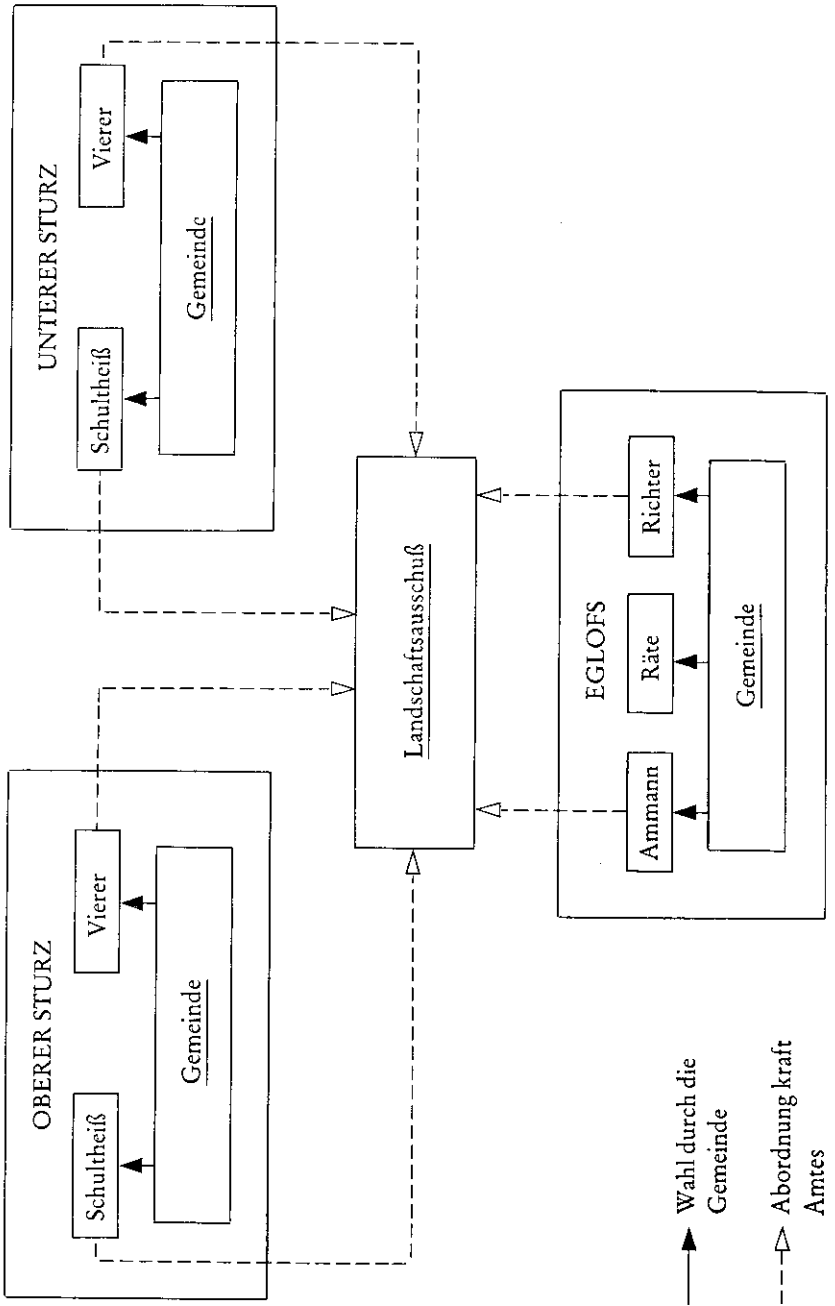 OBERER STURZ
Schultheiß
Vierer
Gemeinde
UNTERER STURZ
Schultheiß
Vierer
Gemeinde
Landschaftsausschuß
EGLOFS
Ammann
Räte
Richter
Gemeinde
Wahl durch die
Gemeinde
Abordnung kraft
Amtes